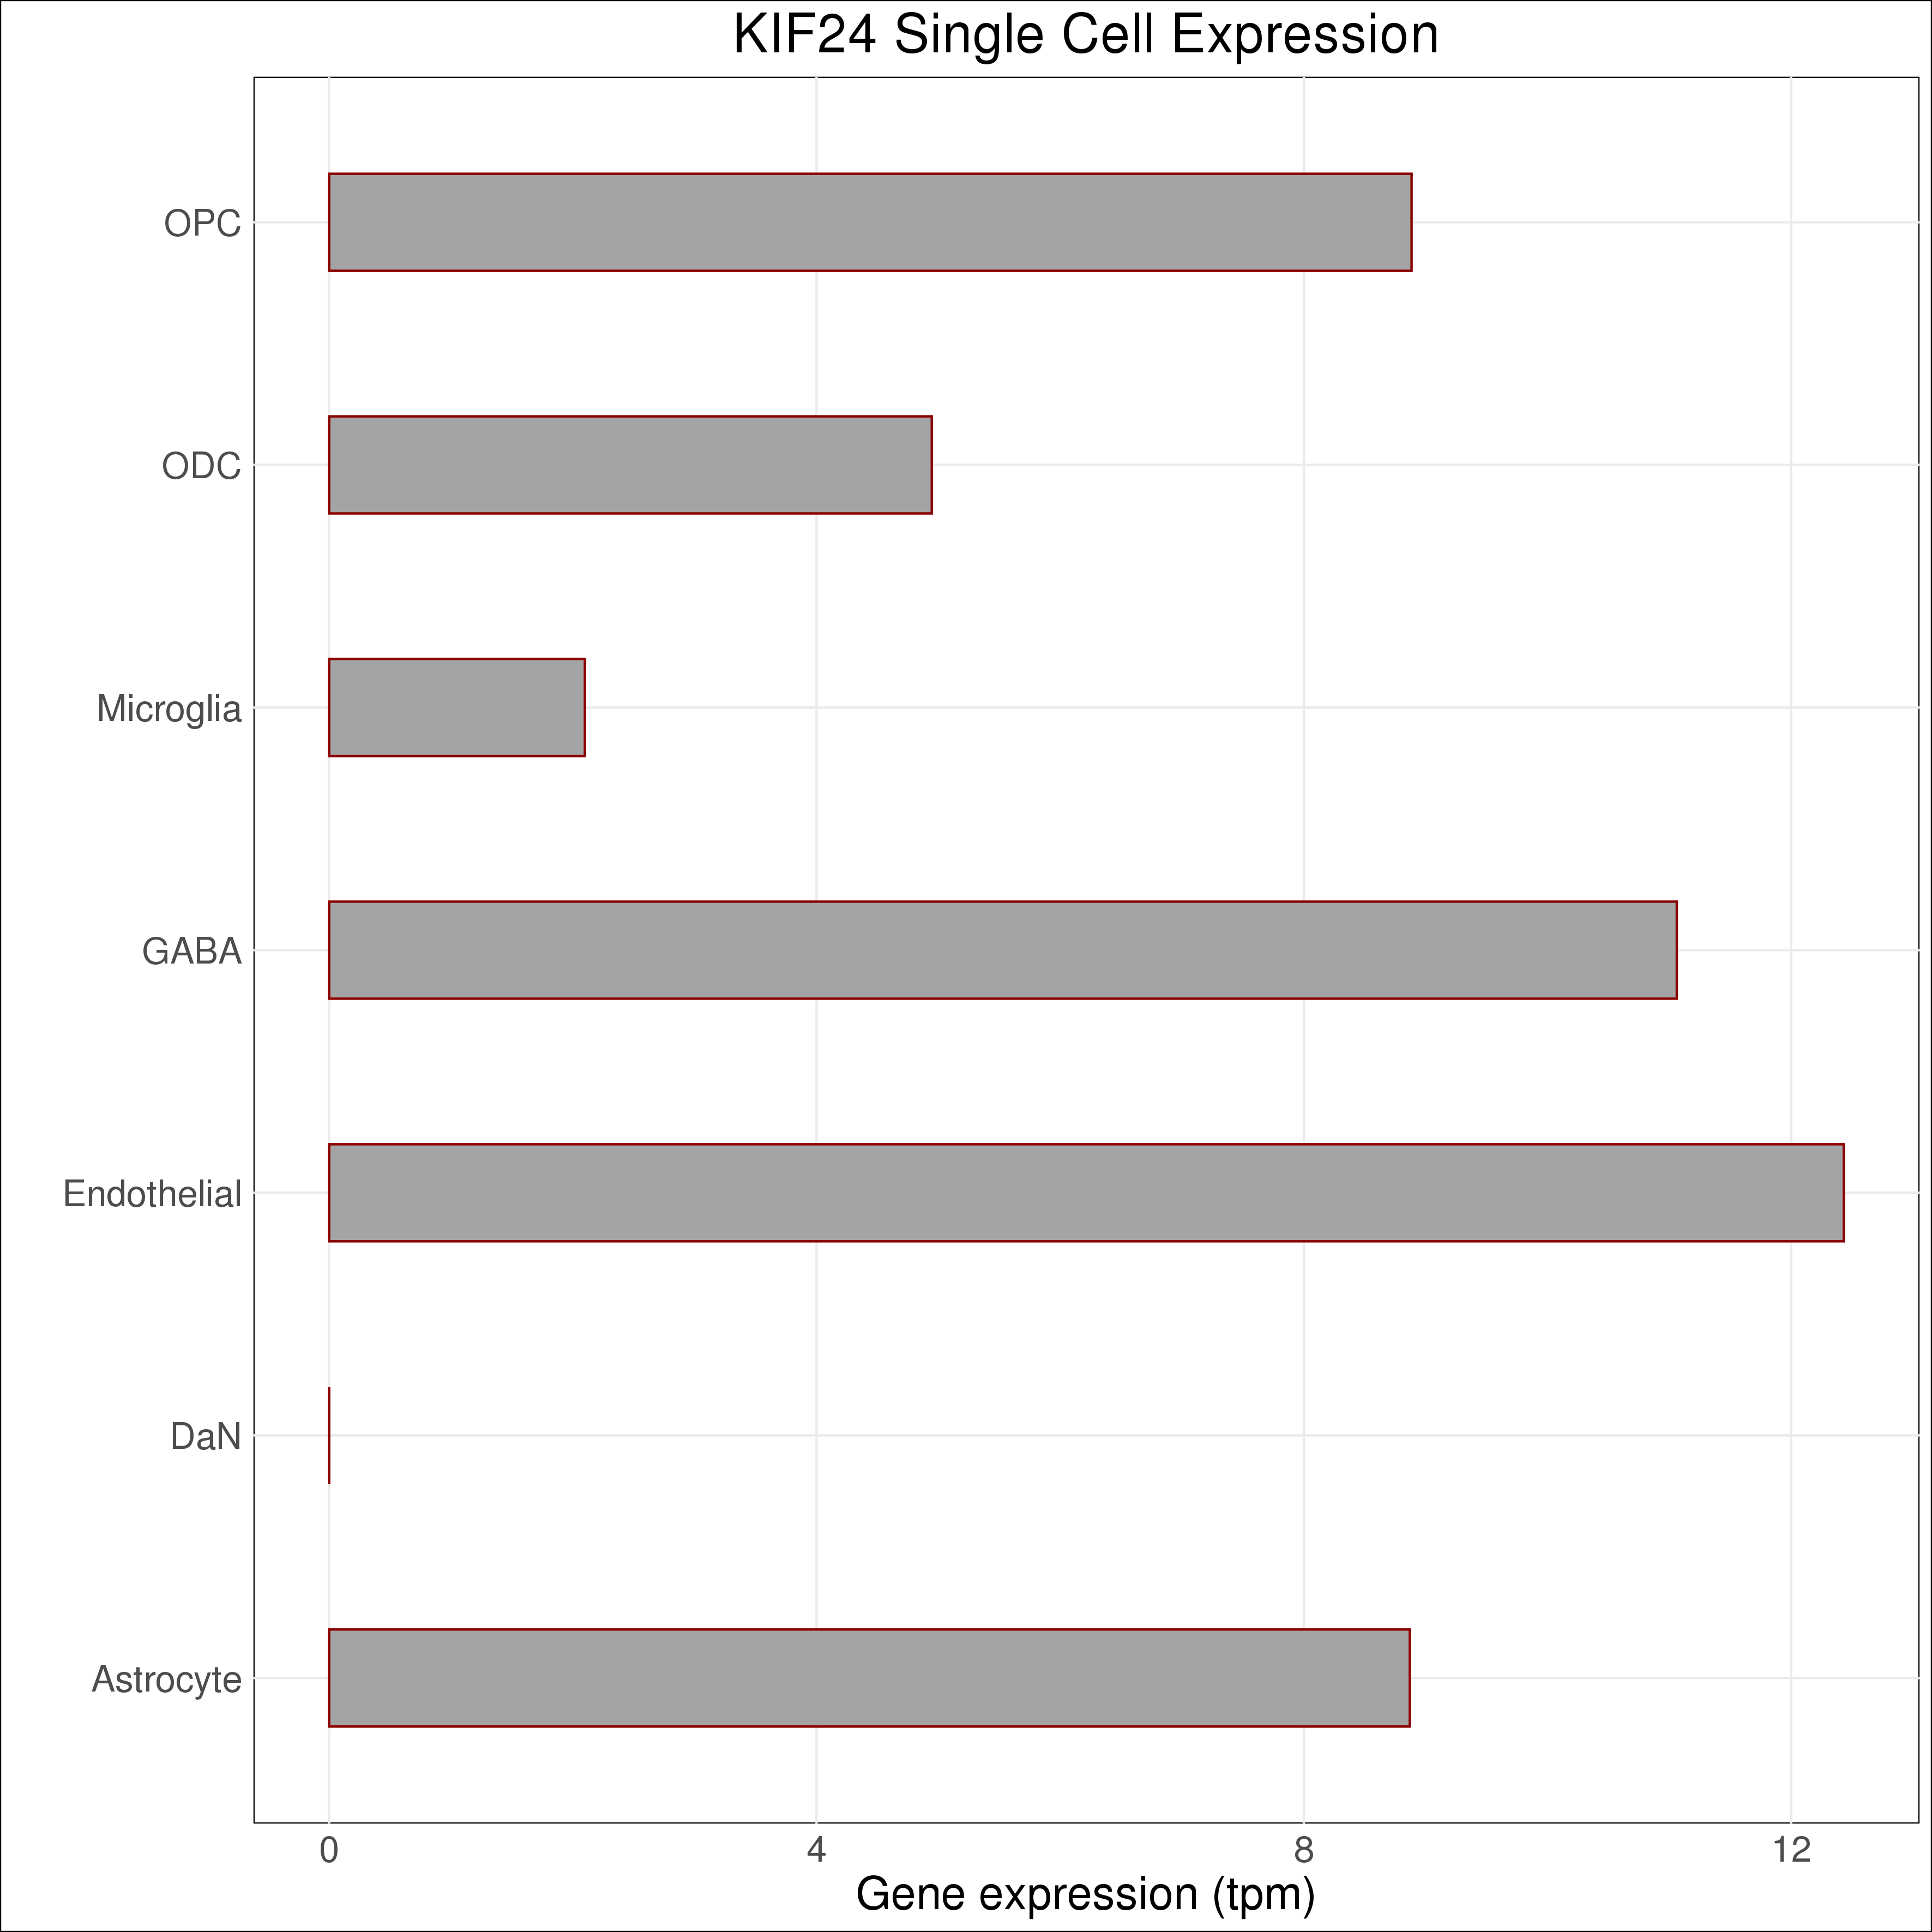 KIF24 Single Cell Expression
OPC
ODC
Microglia
GABA
Endothelial
DaN
Astrocyte
0 4 8 12
Gene expression (tpm)